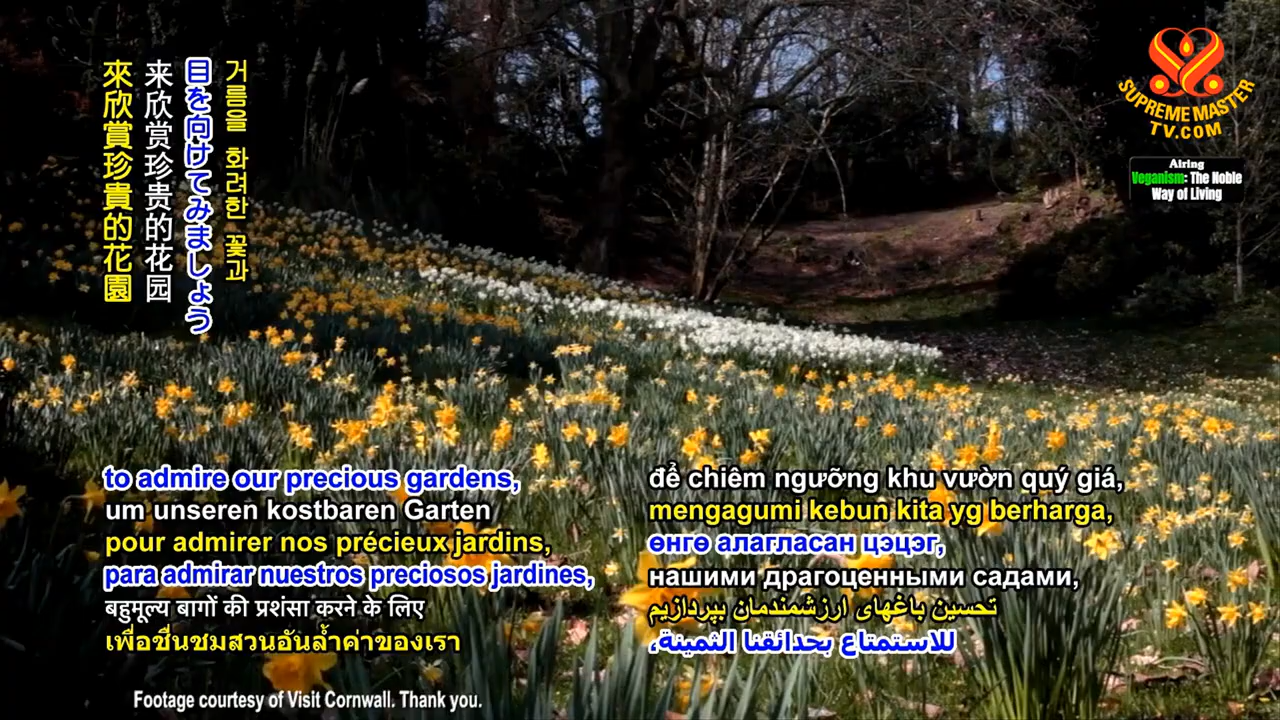 거름을 화려한 꽃과
目を向けてみましょう
来欣赏珍贵的花园
來欣賞珍貴的花園
SUPREME MASTER
TV.COM
Airing
Veganism: The Noble
Way of Living
to admire our precious gardens,
um unseren kostbaren Garten
pour admirer nos précieux jardins,
para admirar nuestros preciosos jardines,
बहुमूल्य बागों की प्रशंसा करने के लिए
เพื่อชื่นชมสวนอันล้ำค่าของเรา
để chiêm ngưỡng khu vườn quý giá,
mengagumi kebun kita yg berharga,
өнгө алагласан цэцэг,
нашими драгоценными садами,
تحسین باغهای ارزشمندمان بپردازیم
للاستمتاع بحدائقنا الثمينة،
Footage courtesy of Visit Cornwall. Thank you.